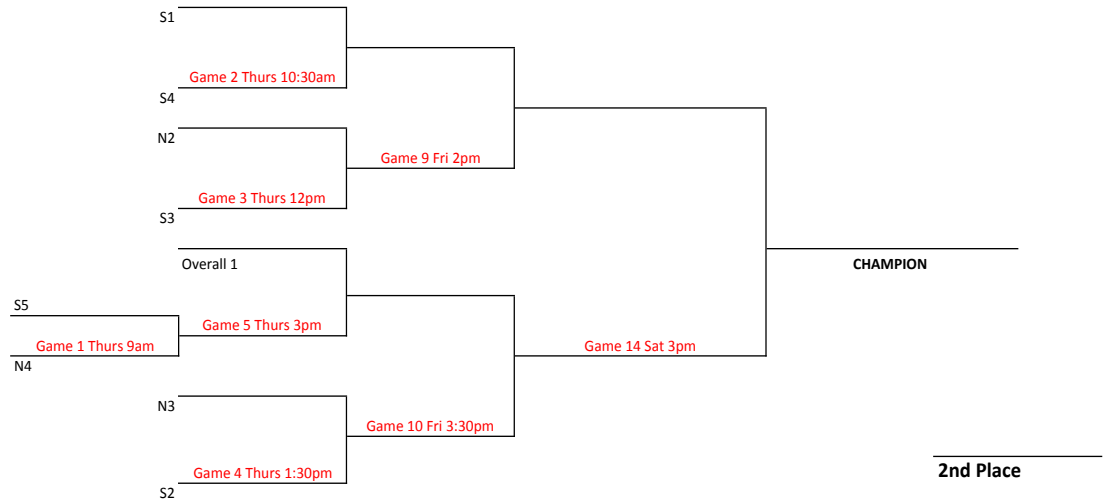 S1
Game 2 Thurs 10:30am
S4
N2
Game 9 Fri 2pm
Game 3 Thurs 12pm
S3
Overall 1
CHAMPION
S5
Game 5 Thurs 3pm
Game 1 Thurs 9am
Game 14 Sat 3pm
N4
N3
Game 10 Fri 3:30pm
Game 4 Thurs 1:30pm
2nd Place
S2